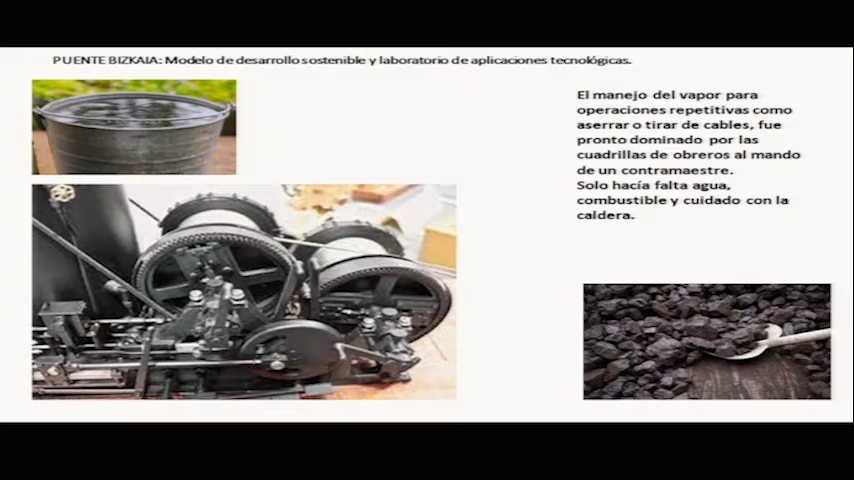 PUENTE BIZKAIA: Modelo de desarrollo sostenible y laboratorio de aplicaciones tecnológicas.
El manejo del vapor para
operaciones repetitivas como
aserrar o tirar de cables, fue
pronto dominado por las
cuadrillas de obreros al mando
de un contramaestre.
Solo hacía falta agua,
combustible y cuidado con la
caldera.